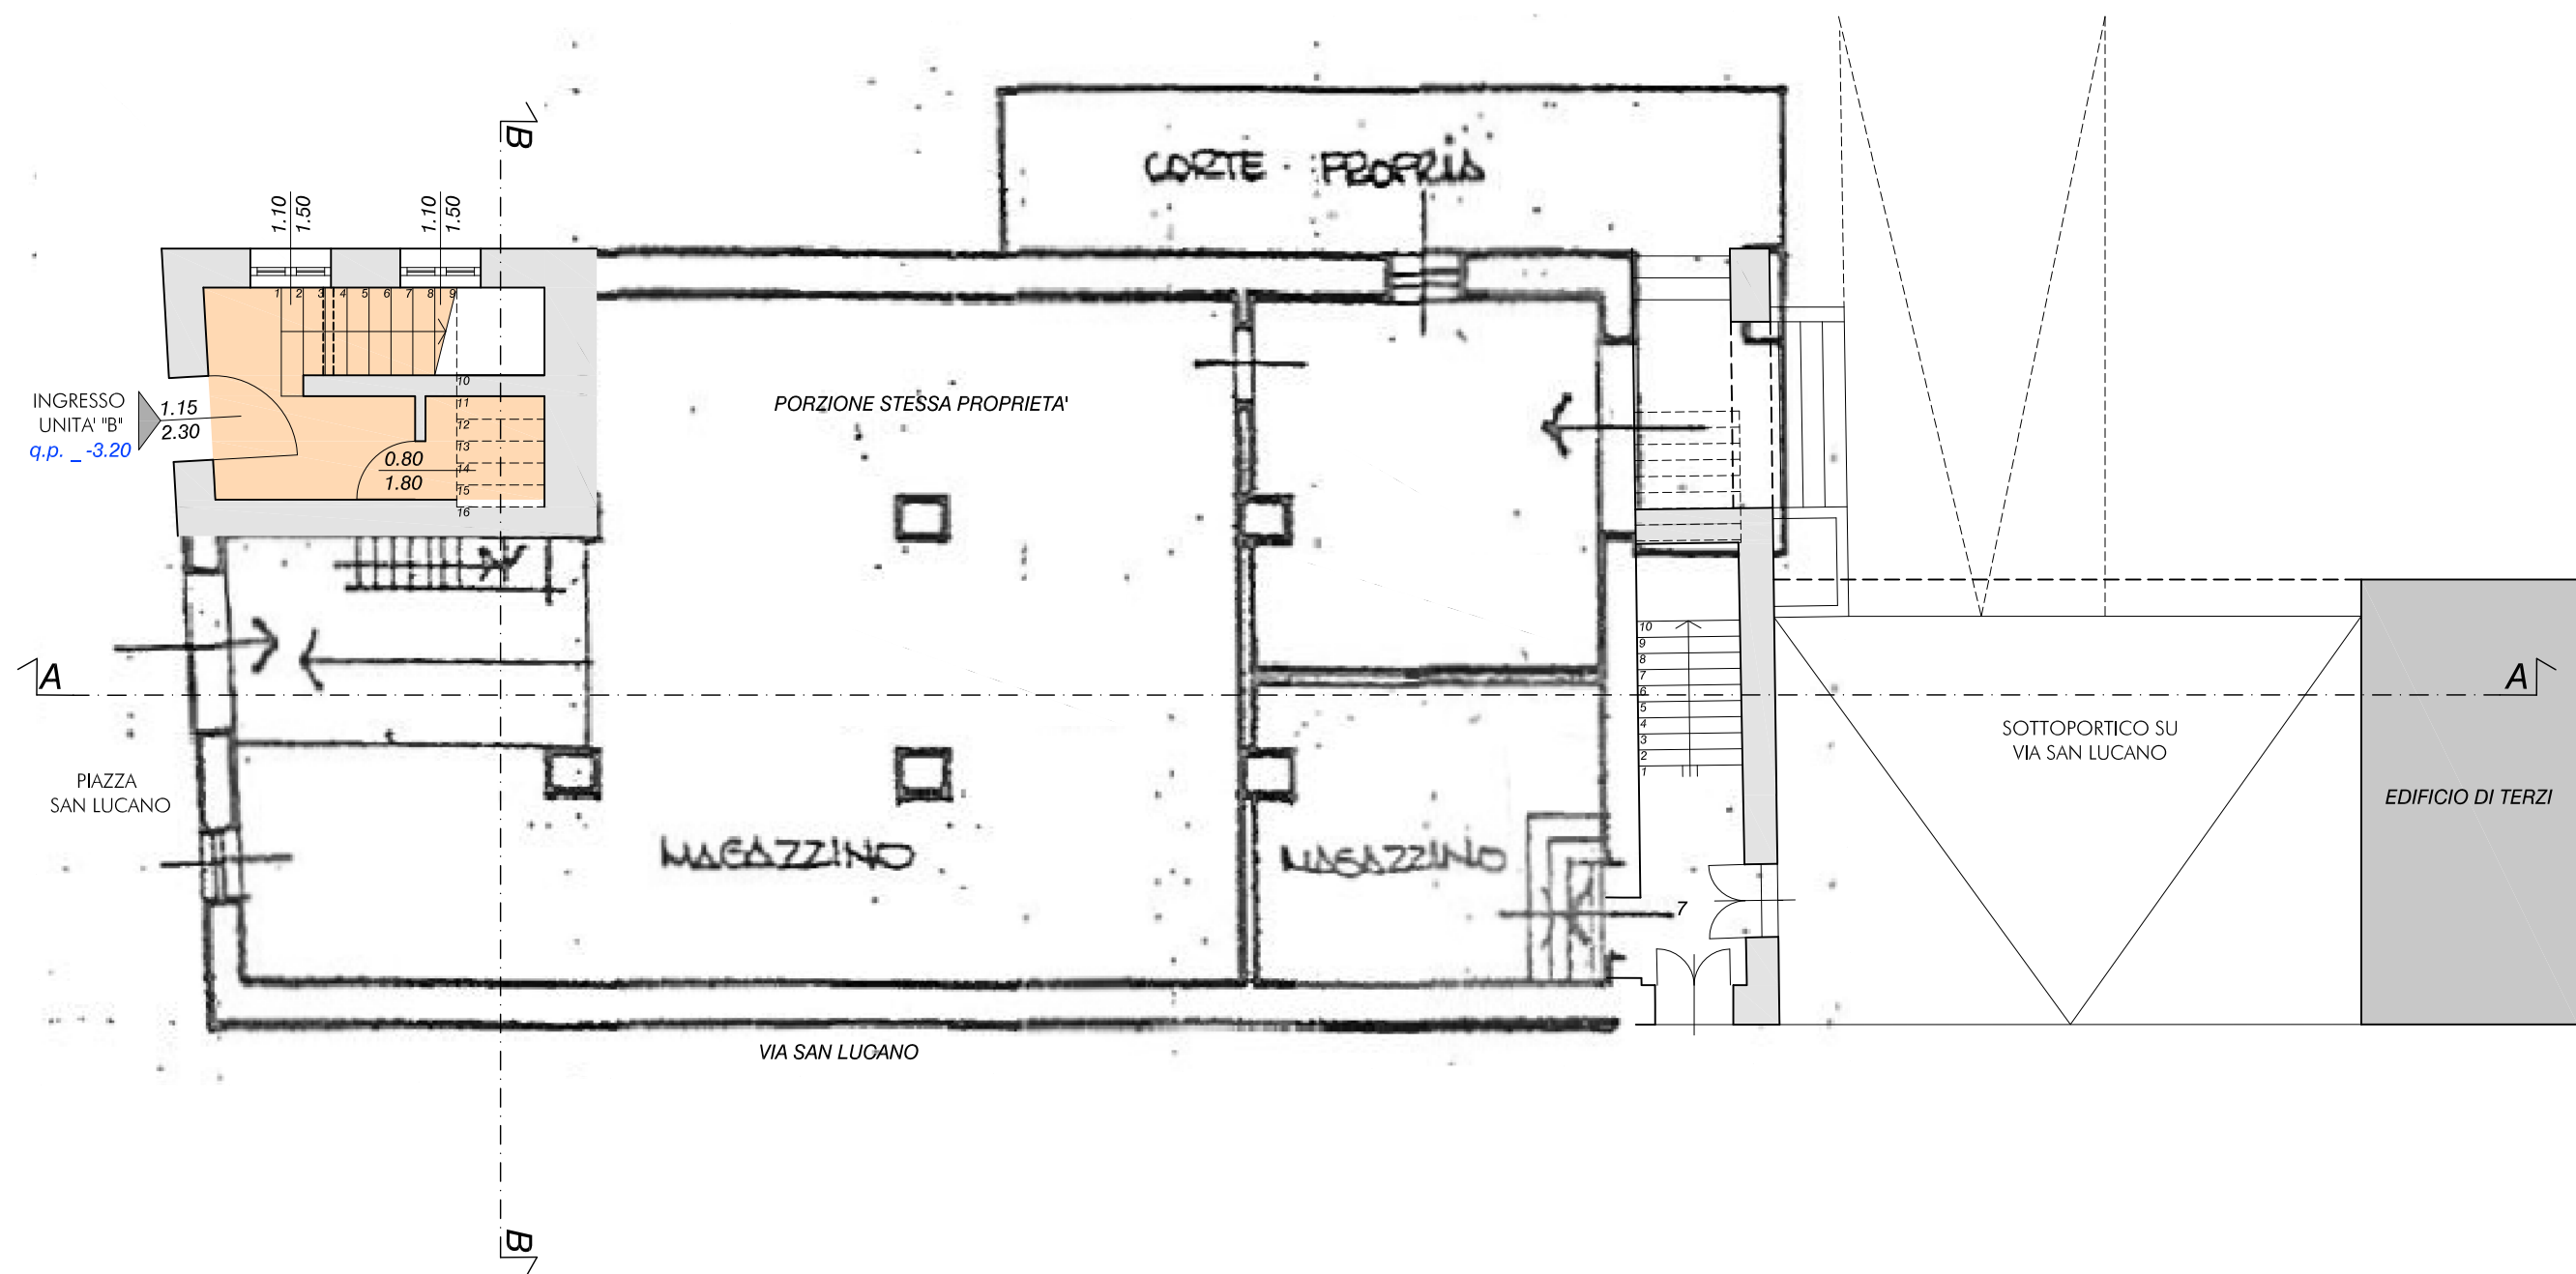 B
CORTE PROPRIA
1.10
1.50
1.10
1.50
1 2 3 4 5 6 7 8 9
10
11
12
13
14
15
16
INGRESSO
UNITA' "B"
q.p. _ -3.20
1.15
2.30
0.80
1.80
PORZIONE STESSA PROPRIETA'
A
10
9
8
7
6
5
4
3
2
1
A
SOTTOPORTICO SU
VIA SAN LUCANO
PIAZZA
SAN LUCANO
EDIFICIO DI TERZI
MAGAZZINO
MAGAZZINO
7
VIA SAN LUCANO
B